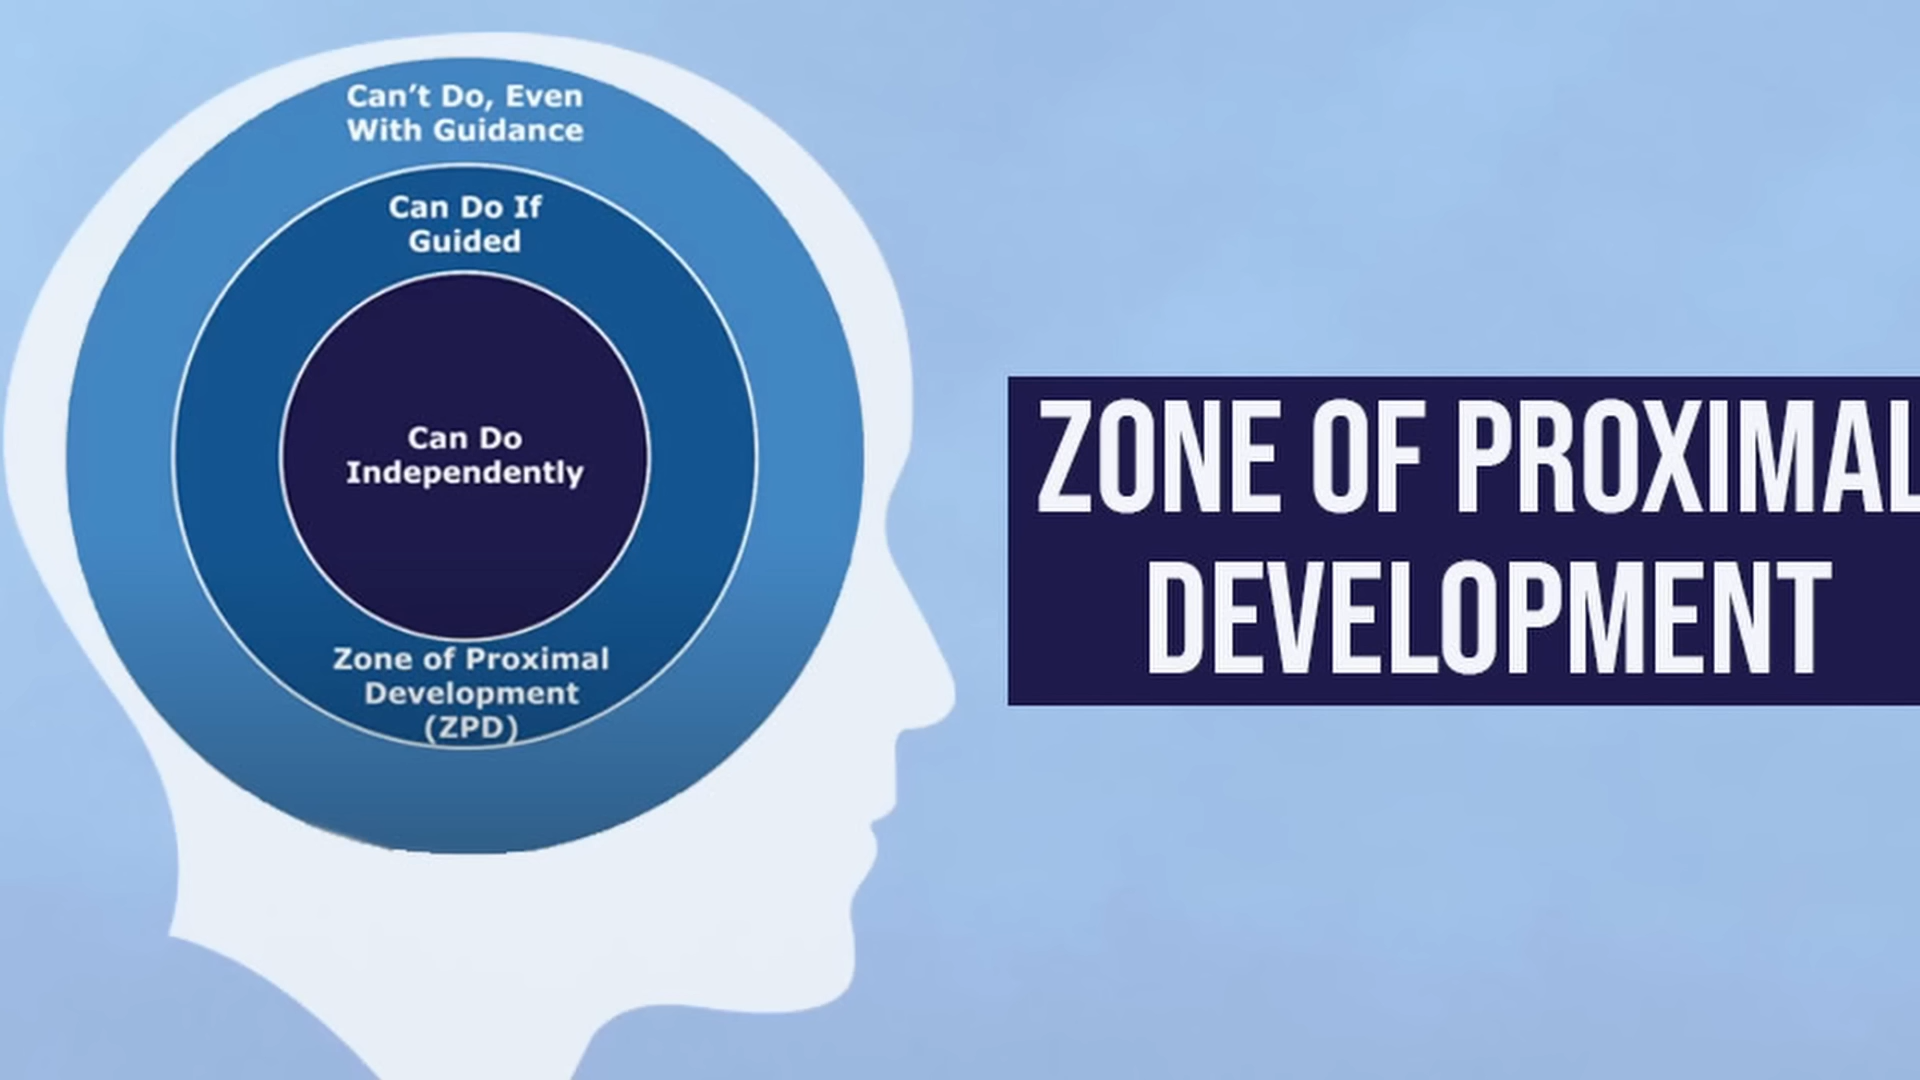 Can't Do, Even
With Guidance
Can Do If
Guided
Can Do
Independently
Zone of Proximal
Development
(ZPD)
ZONE OF PROXIMAL
DEVELOPMENT